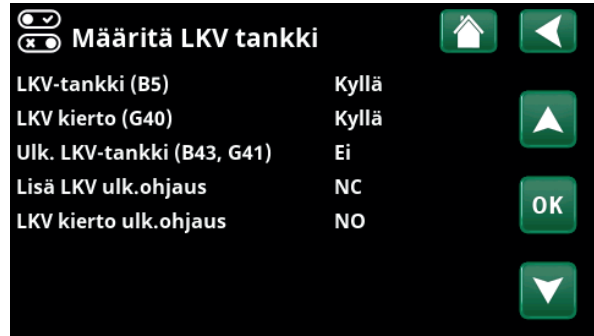 Määritä LKV tankki
LKV-tankki (B5) Kyllä
LKV kierto (G40) Kyllä
Ulk. LKV-tankki (B43, G41) Ei
Lisä LKV ulk.ohjaus NC
LKV kierto ulk.ohjaus NO
OK